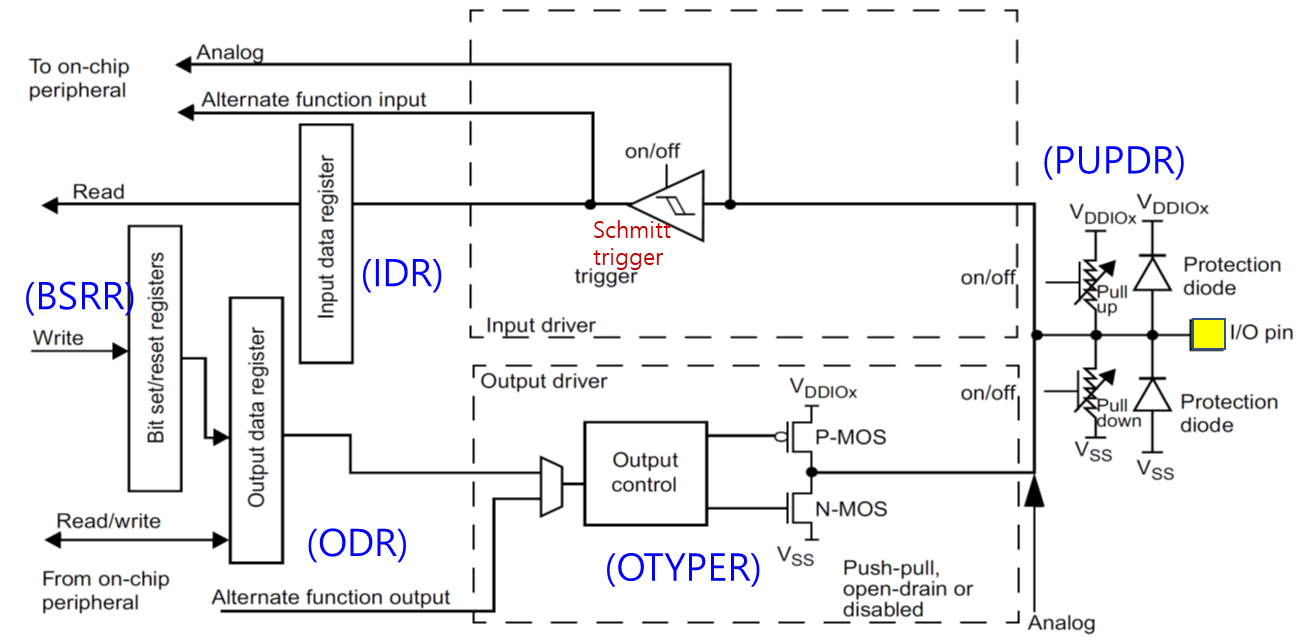 To on-chip
peripheral
Analog
Alternate function input
Read
on/off
Schmitt
trigger
trigger
Input data register
(IDR)
Input driver
on/off
(PUPDR)
VDDIOx
VDDIOx
Pull
up
Protection
diode
I/O pin
(BSRR)
Write
Bit set/reset registers
Output data register
Output driver
on/off
Pull
down
VSS
Protection
diode
VSS
VDDIOx
P-MOS
Output
control
N-MOS
VSS
Read/write
(ODR)
(OTYPER)
Push-pull,
open-drain or
disabled
From on-chip
peripheral
Alternate function output
Analog